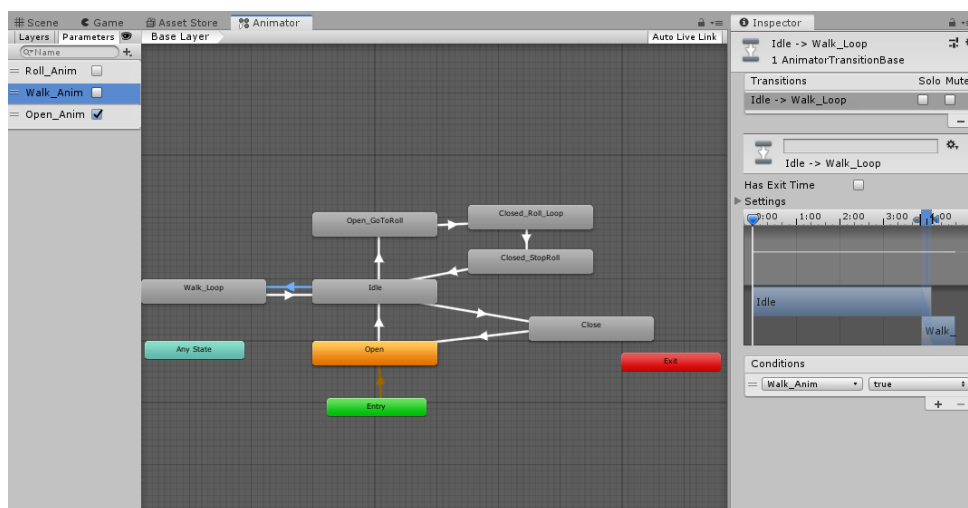 Scene Game Asset Store Animator
Layers Parameters Base Layer Auto Live Link
Name
Roll_Anim
Walk_Anim
Open_Anim
Open_GoToRoll
Closed_Roll_Loop
Closed_StopRoll
Walk_Loop
Idle
Close
Any State
Open
Exit
Entry
Inspector
Idle -> Walk_Loop
1 AnimatorTransitionBase
Transitions Solo Mute
Idle -> Walk_Loop
Idle -> Walk_Loop
Has Exit Time
Settings
0:00 1:00 2:00 3:00
Idle
Walk_
Conditions
Walk_Anim true